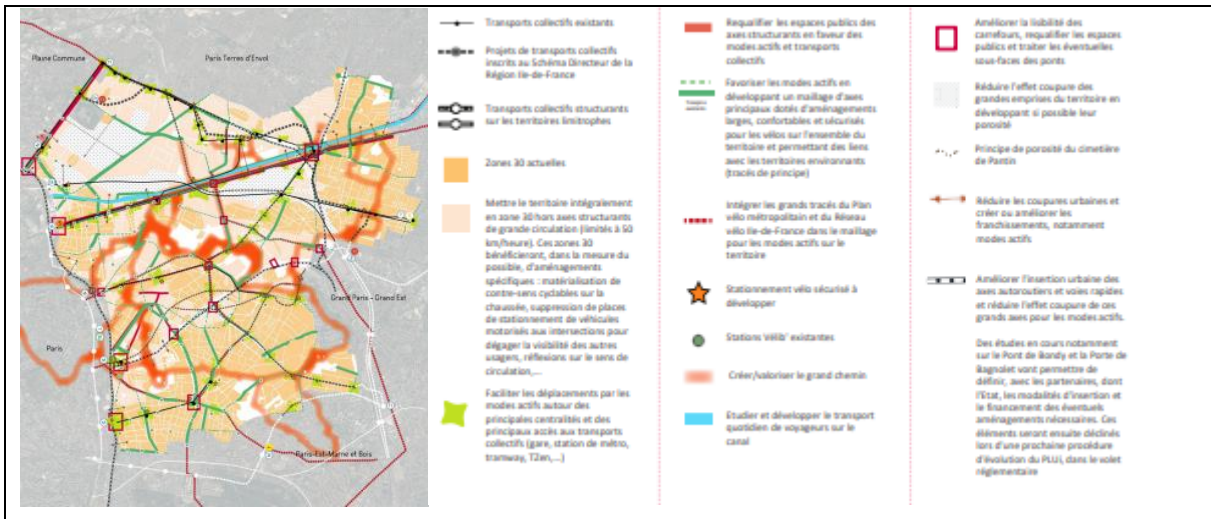 Plaine Commune
Paris Terres d'Envol
Grand Paris - Grand Est
Paris
Paris-Est-Marne et Bois
Transports collectifs existants
Projets de transports collectifs
inscrits au Schéma Directeur de la
Région Ile-de-France
Transports collectifs structurants
sur les territoires limitrophes
Zones 30 actuelles
Mettre le territoire intégralement
en zone 30 hors axes structurants
de grande circulation (limités à 50
km/heure). Ces zones 30
bénéficieront, dans la mesure du
possible, d'aménagements
spécifiques : matérialisation de
contre-sens cyclables sur la
chaussée, suppression de places
de stationnement de véhicules
motorisés aux intersections pour
dégager la visibilité des autres
usagers, réflexions sur le sens de
circulation,...
Faciliter les déplacements par les
modes actifs autour des
principales centralités et des
principaux accès aux transports
collectifs (gare, station de métro,
tramway, TZen,...)
Requalifier les espaces publics des
axes structurants en faveur des
modes actifs et transports
collectifs
Favoriser les modes actifs en
développant un maillage d'axes
principaux dotés d'aménagements
larges, confortables et sécurisés
pour les vélos sur l'ensemble du
territoire et permettant des liens
avec les territoires environnants
(tracés de principe)
Intégrer les grands tracés du Plan
vélo métropolitain et du Réseau
vélo Ile-de-France dans le maillage
pour les modes actifs sur le
territoire
Stationnement vélo sécurisé à
développer
Stations Vélib' existantes
Créer/valoriser le grand chemin
Etudier et développer le transport
quotidien de voyageurs sur le
canal
Améliorer la lisibilité des
carrefours, requalifier les espaces
publics et traiter les éventuelles
sous-faces des ponts
Réduire l'effet coupure des
grandes emprises du territoire en
développant si possible leur
porosité
Principe de porosité du cimetière
de Pantin
Réduire les coupures urbaines et
créer ou améliorer les
franchissements, notamment
modes actifs
Améliorer l'insertion urbaine des
axes autoroutiers et voies rapides
et réduire l'effet coupure de ces
grands axes pour les modes actifs.
Des études en cours notamment
sur le Pont de Bondy et la Porte de
Bagnolet vont permettre de
définir, avec les partenaires, dont
l'Etat, les modalités d'insertion et
le financement des éventuels
aménagements nécessaires. Ces
éléments seront ensuite déclinés
lors d'une prochaine procédure
d'évolution du PLUi, dans le volet
réglementaire